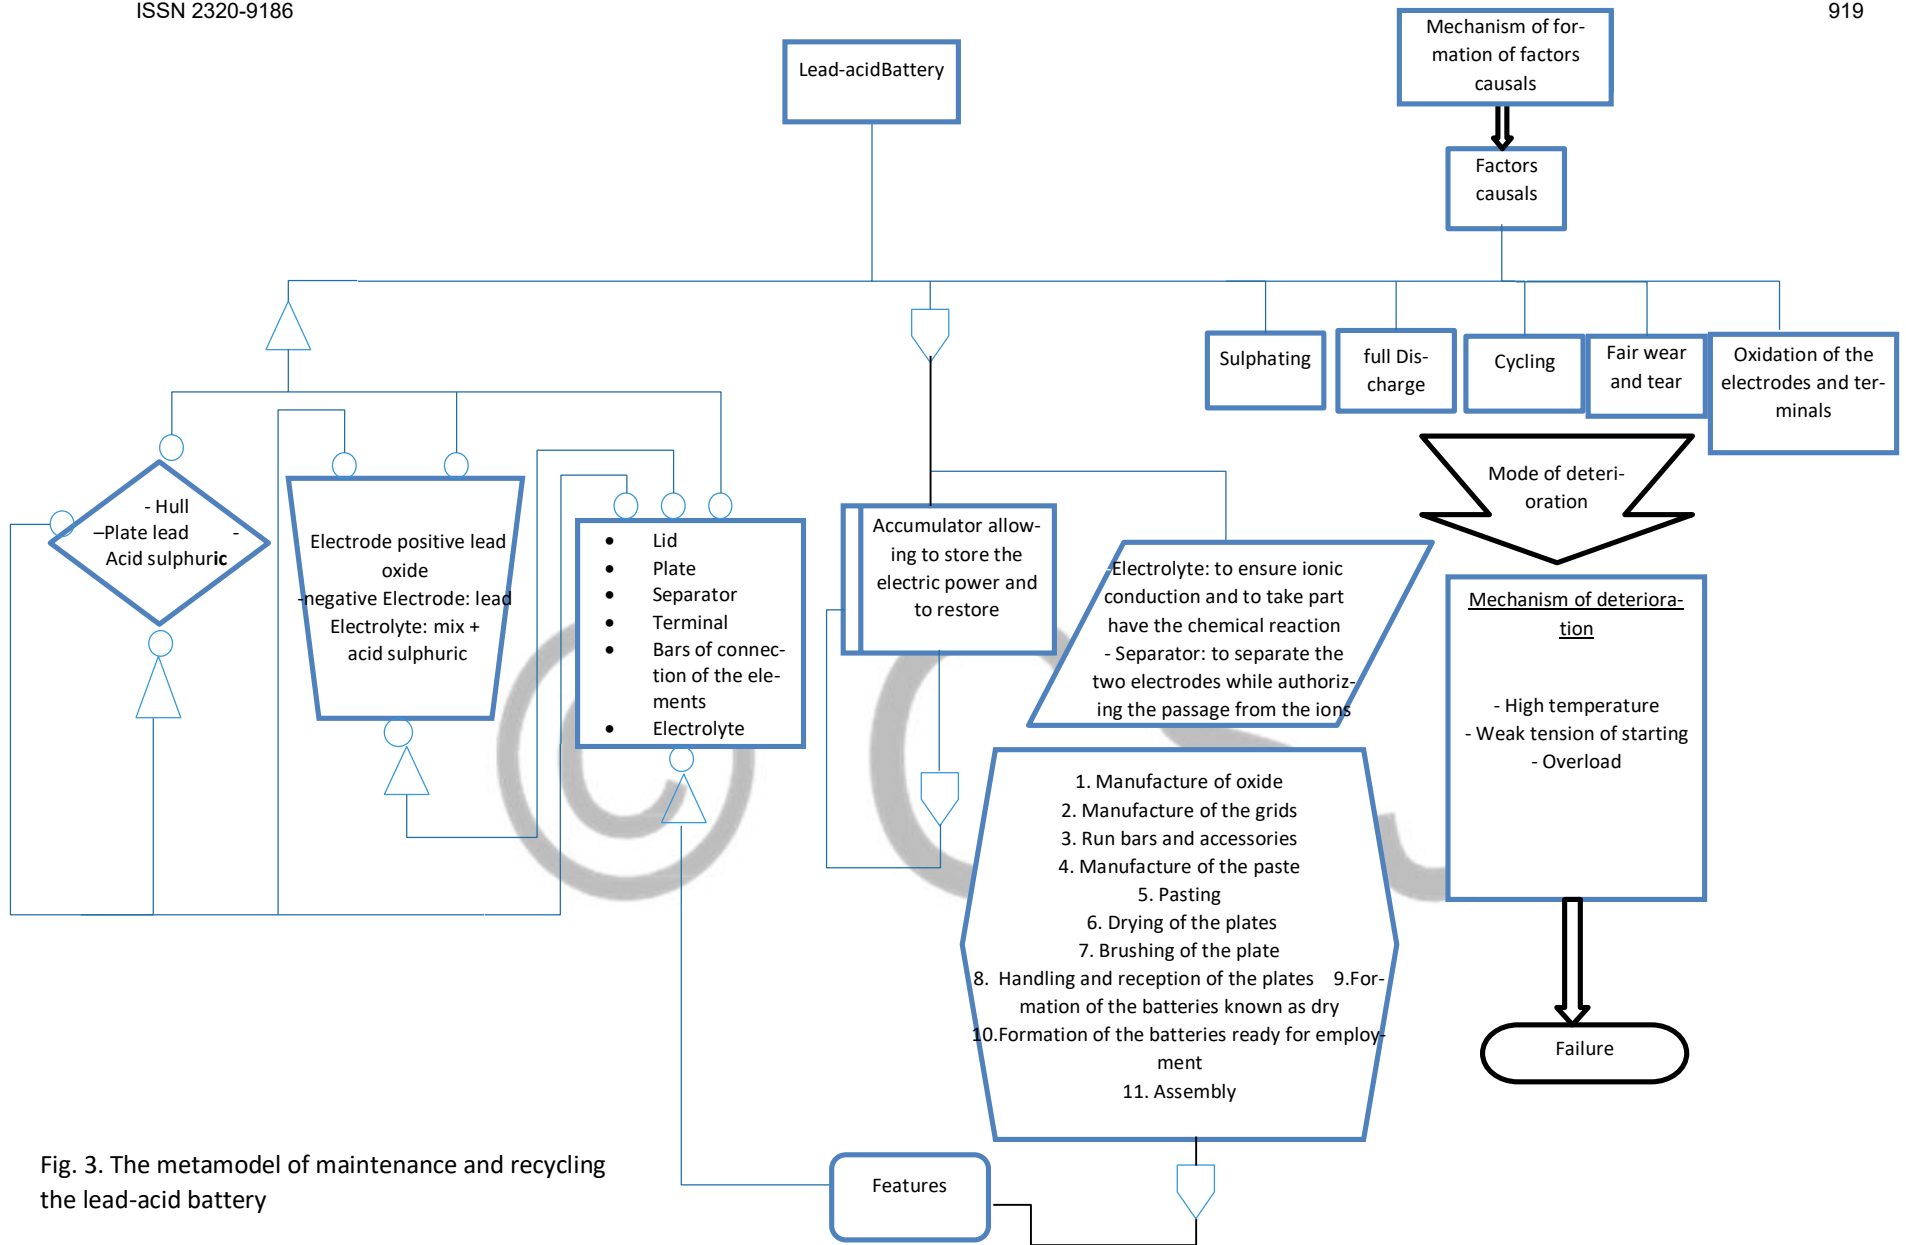 ISSN 2320-9186
919
Mechanism of for-
mation of factors
causals
Lead-acidBattery
Factors
causals
Sulphating
full Dis-
charge
Cycling
Fair wear
and tear
Oxidation of the
electrodes and ter-
minals
Mode of deteri-
oration
- Hull
–Plate lead -
Acid sulphuric
Electrode positive lead
oxide
-negative Electrode: lead
Electrolyte: mix +
acid sulphuric
• Lid
• Plate
• Separator
• Terminal
• Bars of connec-
tion of the ele-
ments
• Electrolyte
Accumulator allow-
ing to store the
electric power and
to restore
-Electrolyte: to ensure ionic
conduction and to take part
have the chemical reaction
- Separator: to separate the
two electrodes while authoriz-
ing the passage from the ions
Mechanism of deteriora-
tion
- High temperature
- Weak tension of starting
- Overload
1. Manufacture of oxide
2. Manufacture of the grids
3. Run bars and accessories
4. Manufacture of the paste
5. Pasting
6. Drying of the plates
7. Brushing of the plate
8. Handling and reception of the plates 9.For-
mation of the batteries known as dry
10.Formation of the batteries ready for employ-
ment
11. Assembly
Failure
Features
Fig. 3. The metamodel of maintenance and recycling
the lead-acid battery